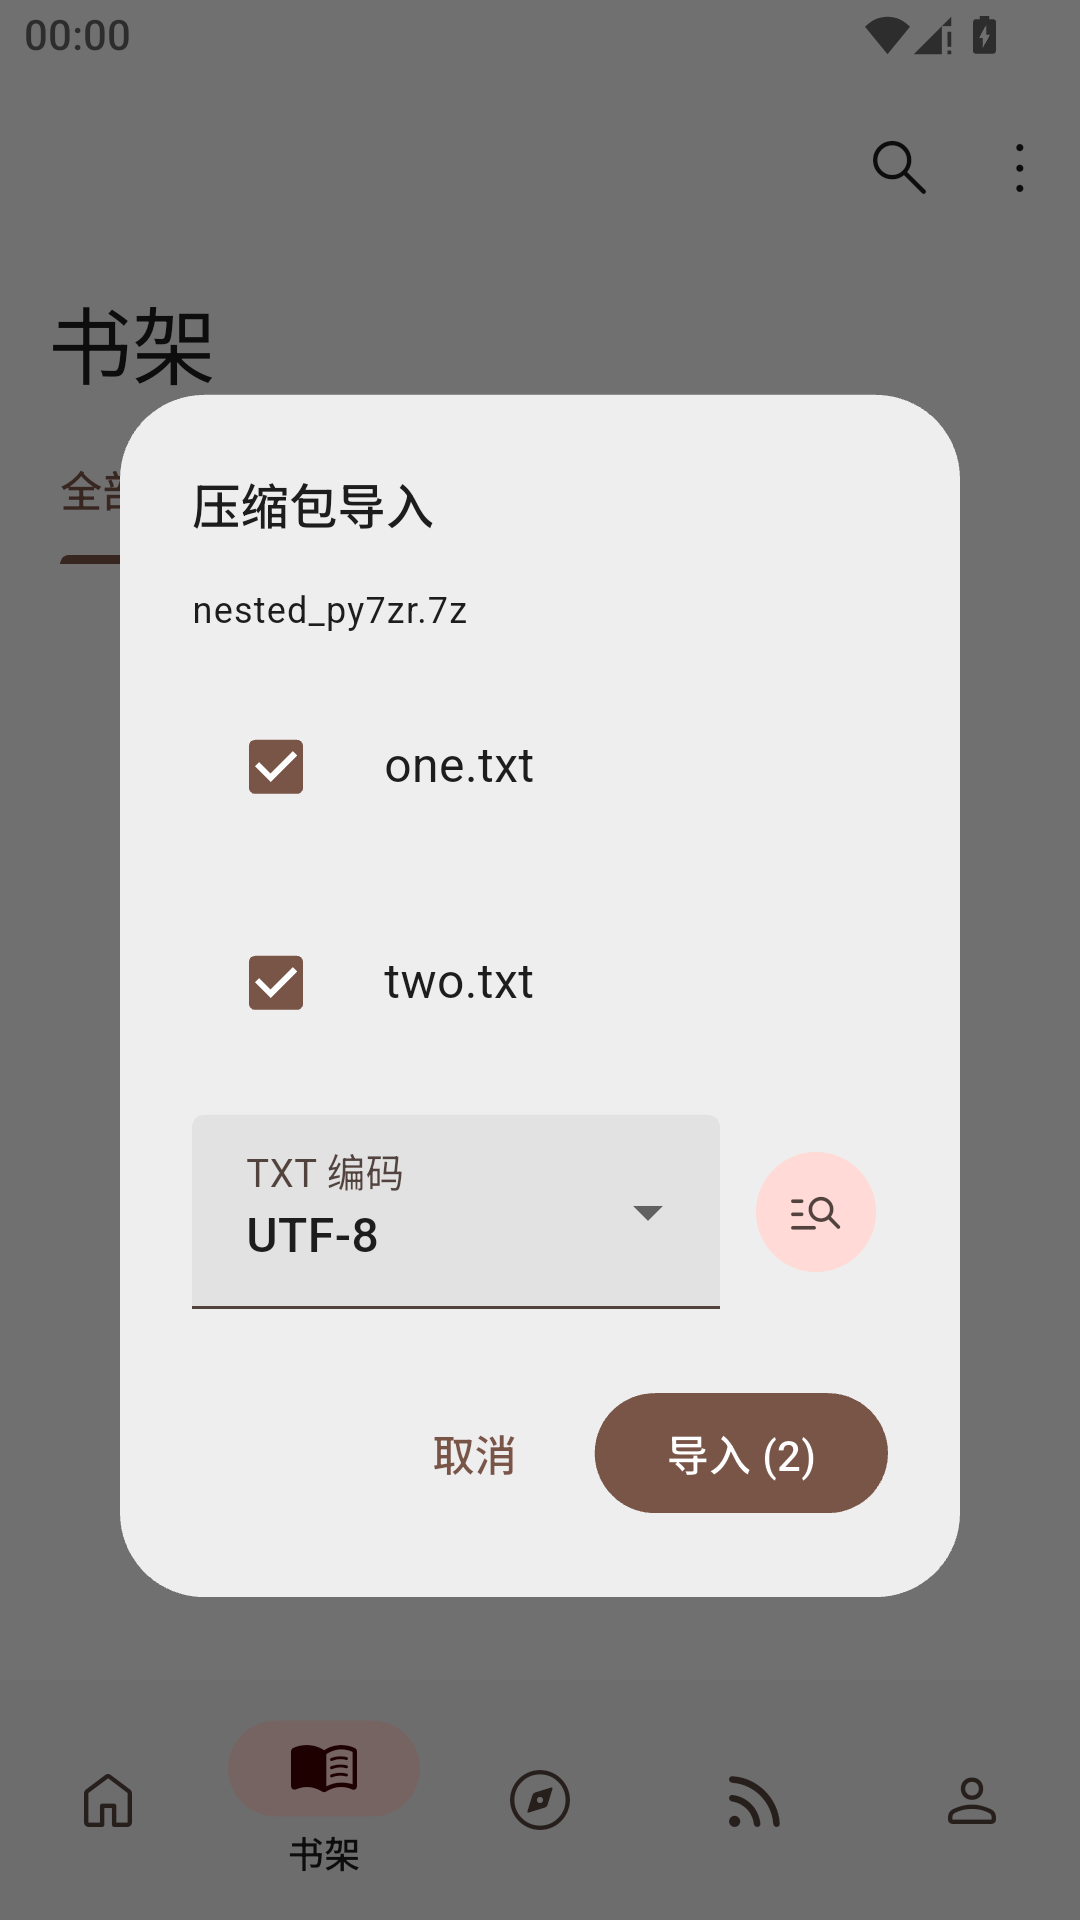 00:00
书架
全部
压缩包导入
nested_py7zr.7z
one.txt
two.txt
TXT 编码
UTF-8
取消
导入 (2)
书架